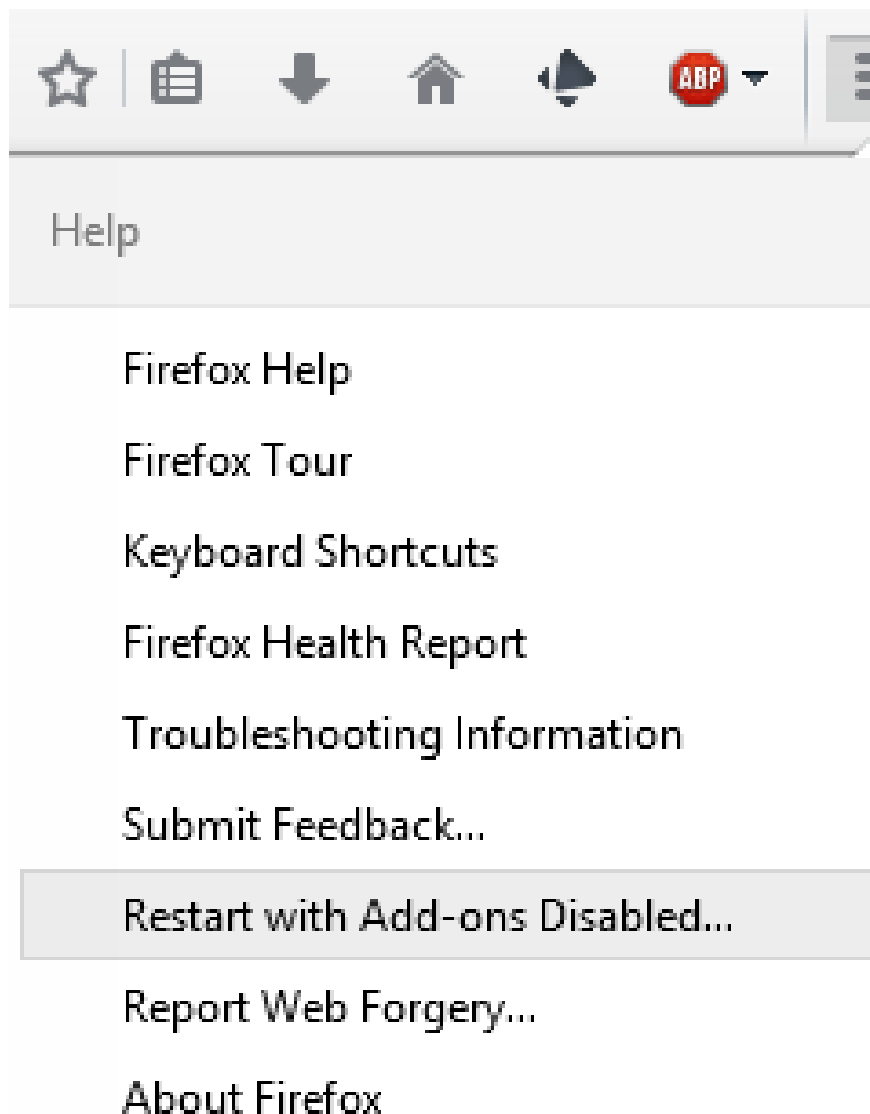 ABP
Help
Firefox Help
Firefox Tour
Keyboard Shortcuts
Firefox Health Report
Troubleshooting Information
Submit Feedback...
Restart with Add-ons Disabled...
Report Web Forgery...
About Firefox